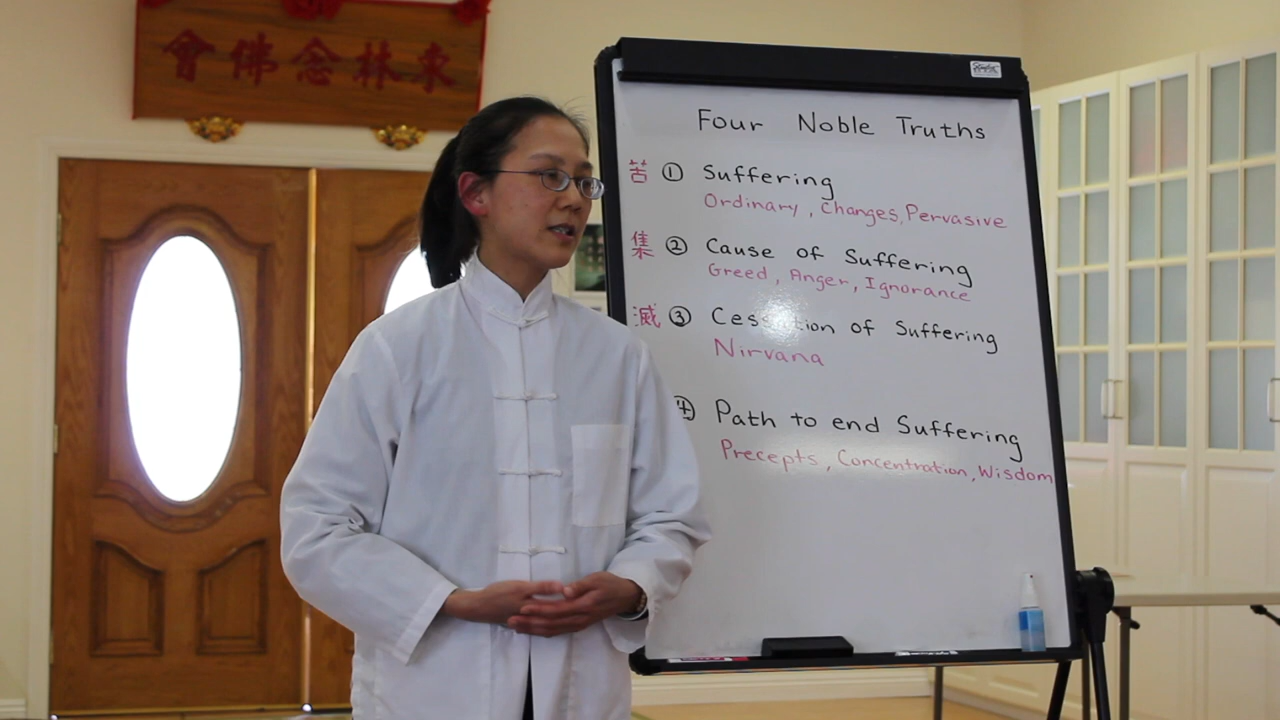 會佛念林東
Four Noble Truths
苦 ① Suffering
Ordinary, Changes, Pervasive
集 ② Cause of Suffering
Greed, Anger, Ignorance
滅 ③ of Suffering
Nirvana
④ Path to end Suffering
Precepts, Concentration, Wisdom